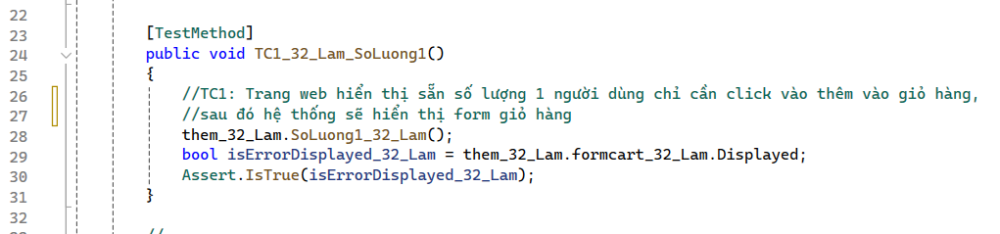 22
23 [TestMethod]
24 public void TC1_32_Lam_SoLuong1()
25 {
26 //TC1: Trang web hiển thị sẵn số lượng 1 người dùng chỉ cần click vào thêm vào giỏ hàng,
27 //sau đó hệ thống sẽ hiển thị form giỏ hàng
28 them_32_Lam.SoLuong1_32_Lam();
29 bool isErrorDisplayed_32_Lam = them_32_Lam.formcart_32_Lam.Displayed;
30 Assert.IsTrue(isErrorDisplayed_32_Lam);
31 }
32
//